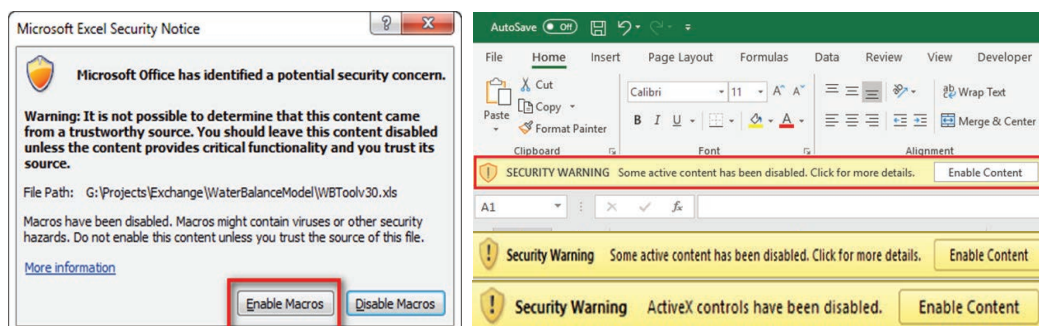 Microsoft Excel Security Notice
Microsoft Office has identified a potential security concern.
Warning: It is not possible to determine that this content came
from a trustworthy source. You should leave this content disabled
unless the content provides critical functionality and you trust its
source.
File Path: G:\Projects\Exchange\WaterBalanceModel\WBToolv30.xls
Macros have been disabled. Macros might contain viruses or other security
hazards. Do not enable this content unless you trust the source of this file.
More information
Enable Macros Disable Macros
AutoSave Off
File Home Insert Page Layout Formulas Data Review View Developer
Cut
Copy
Paste
Format Painter
Calibri 11 A^ A˅
B I U A
Wrap Text
Merge & Center
Clipboard Font Alignment
SECURITY WARNING Some active content has been disabled. Click for more details. Enable Content
A1 fx
Security Warning Some active content has been disabled. Click for more details. Enable Content
Security Warning ActiveX controls have been disabled. Enable Content